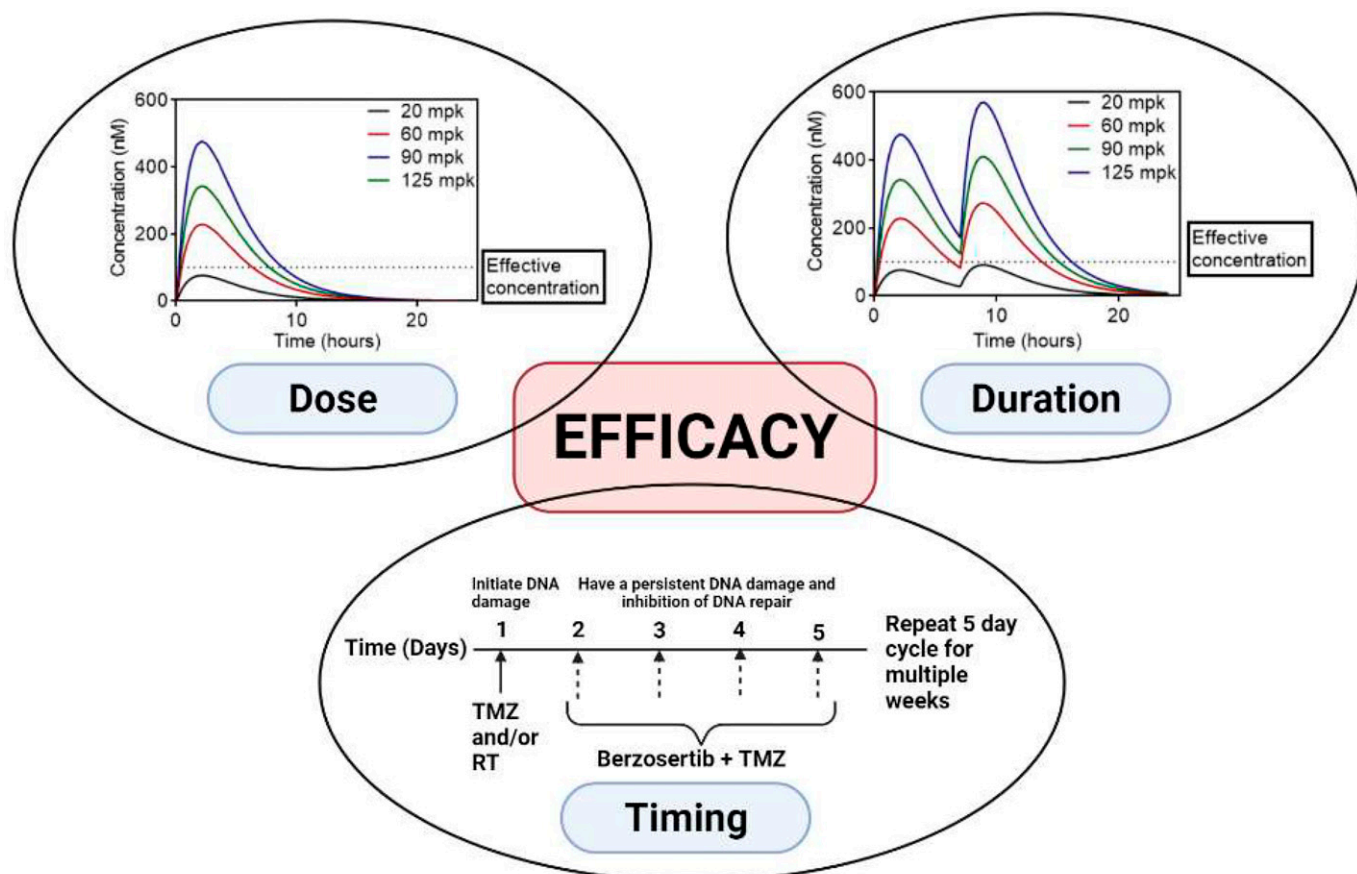 600
400
200
0
Concentration (nM)
0 10 20
Time (hours)
20 mpk
60 mpk
90 mpk
125 mpk
Effective
concentration
Dose
600
400
200
0
Concentration (nM)
0 10 20
Time (hours)
20 mpk
60 mpk
90 mpk
125 mpk
Effective
concentration
Duration
EFFICACY
Initiate DNA
damage
Have a persistent DNA damage and
inhibition of DNA repair
Time (Days)
1 2 3 4 5
Repeat 5 day
cycle for
multiple
weeks
TMZ
and/or
RT
Berzosertib + TMZ
Timing